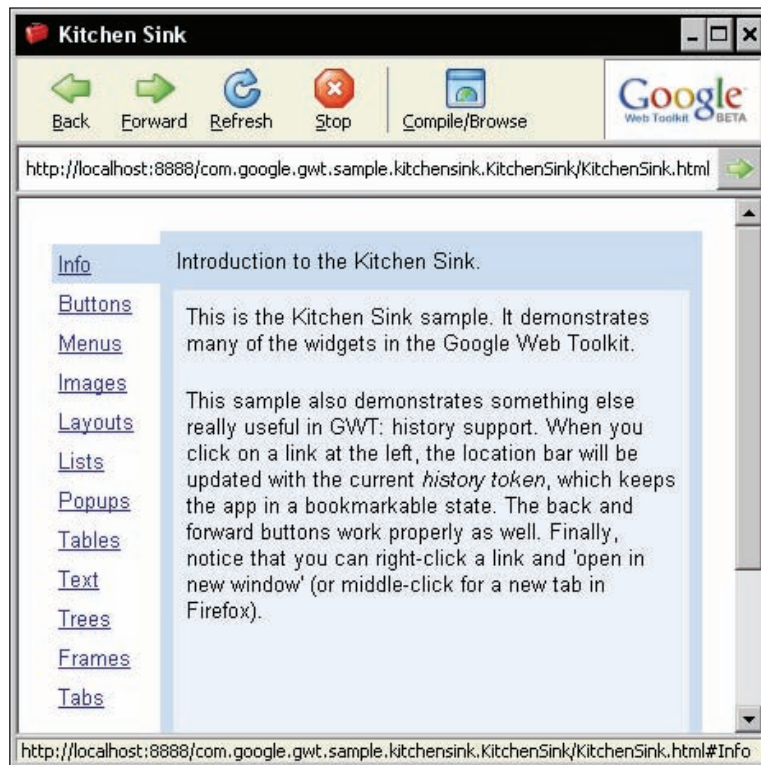 Kitchen Sink
Back Forward Refresh Stop Compile/Browse
Google
Web Toolkit BETA
http://localhost:8888/com.google.gwt.sample.kitchensink.KitchenSink/KitchenSink.html
Info
Buttons
Menus
Images
Layouts
Lists
Popups
Tables
Text
Trees
Frames
Tabs
Introduction to the Kitchen Sink.
This is the Kitchen Sink sample. It demonstrates
many of the widgets in the Google Web Toolkit.
This sample also demonstrates something else
really useful in GWT: history support. When you
click on a link at the left, the location bar will be
updated with the current history token, which keeps
the app in a bookmarkable state. The back and
forward buttons work properly as well. Finally,
notice that you can right-click a link and 'open in
new window' (or middle-click for a new tab in
Firefox).
http://localhost:8888/com.google.gwt.sample.kitchensink.KitchenSink/KitchenSink.html#Info